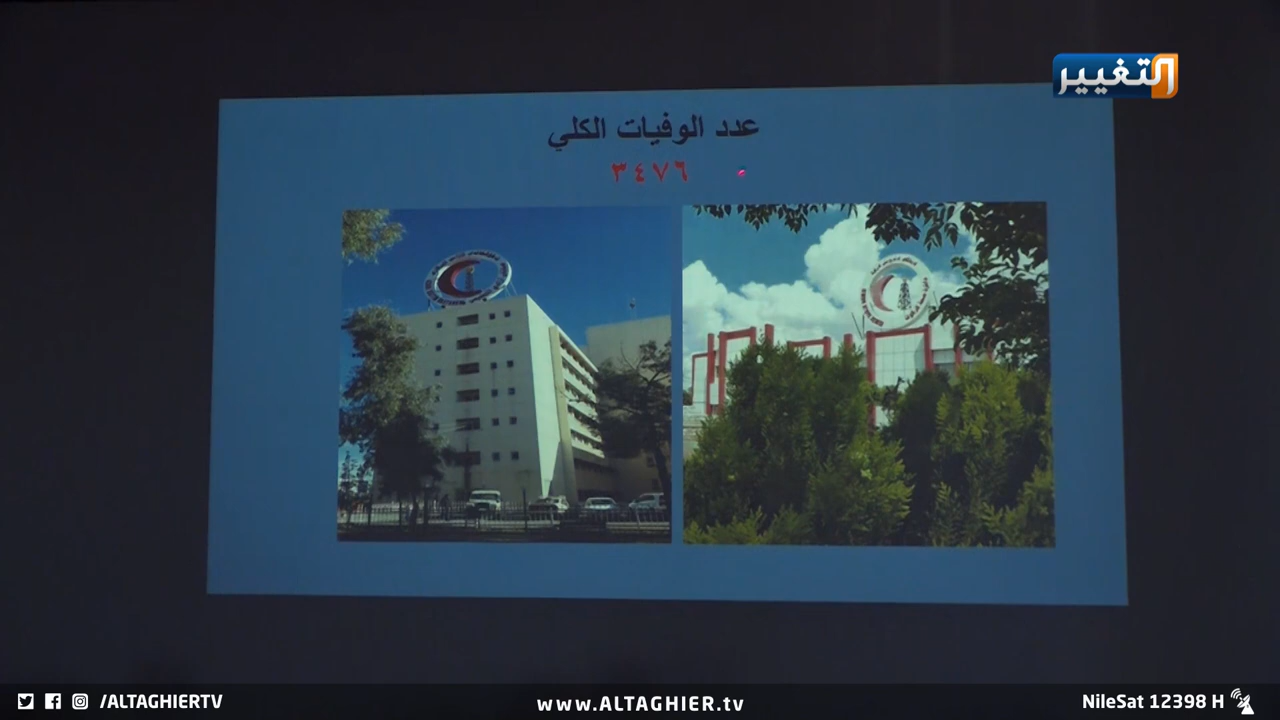 التغيير
عدد الوفيات الكلي
٣٤٧٦
/ALTAGHIERTV
www.ALTAGHIER.tv
NileSat 12398 H